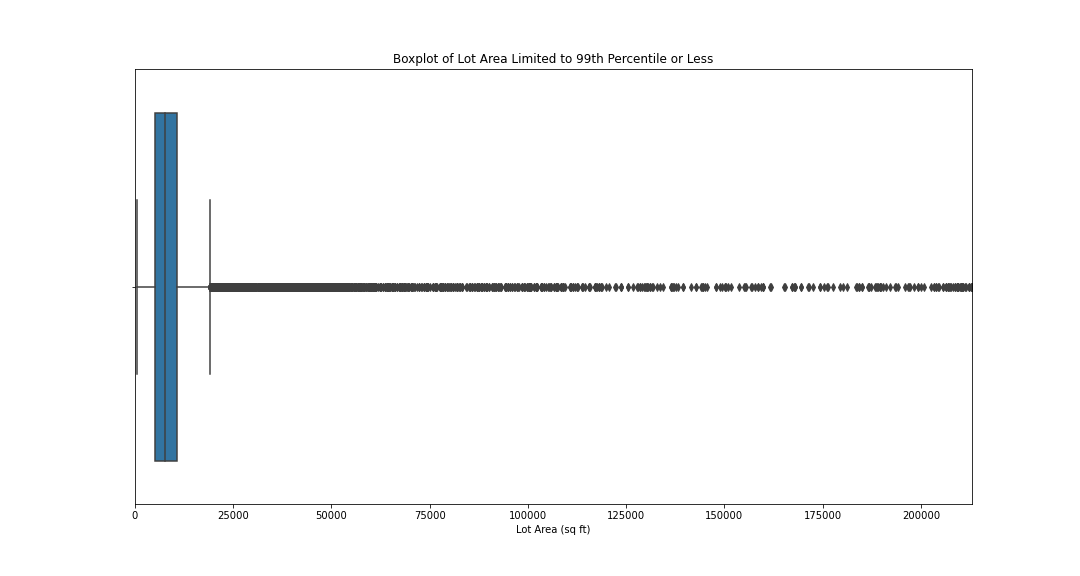 Boxplot of Lot Area Limited to 99th Percentile or Less
0 25000 50000 75000 100000 125000 150000 175000 200000
Lot Area (sq ft)